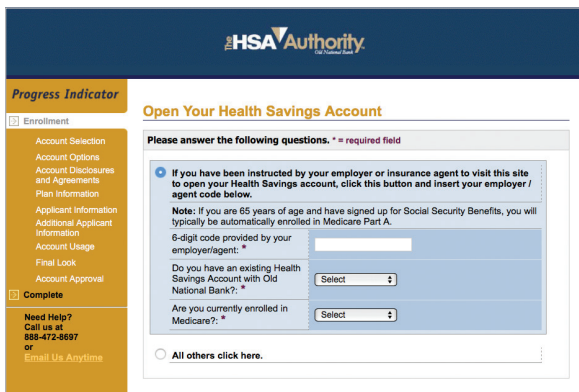 The HSA Authority.
Old National Bank
Progress Indicator
Enrollment
Account Selection
Account Options
Account Disclosures
and Agreements
Plan Information
Applicant Information
Additional Applicant
Information
Account Usage
Final Look
Account Approval
Complete
Need Help?
Call us at
888-472-8697
or
Email Us Anytime
Open Your Health Savings Account
Please answer the following questions. * = required field
If you have been instructed by your employer or insurance agent to visit this site
to open your Health Savings account, click this button and insert your employer /
agent code below.
Note: If you are 65 years of age and have signed up for Social Security Benefits, you will
typically be automatically enrolled in Medicare Part A.
6-digit code provided by your
employer/agent: *
Do you have an existing Health
Savings Account with Old
National Bank?: *
Select
Are you currently enrolled in
Medicare?: *
Select
All others click here.